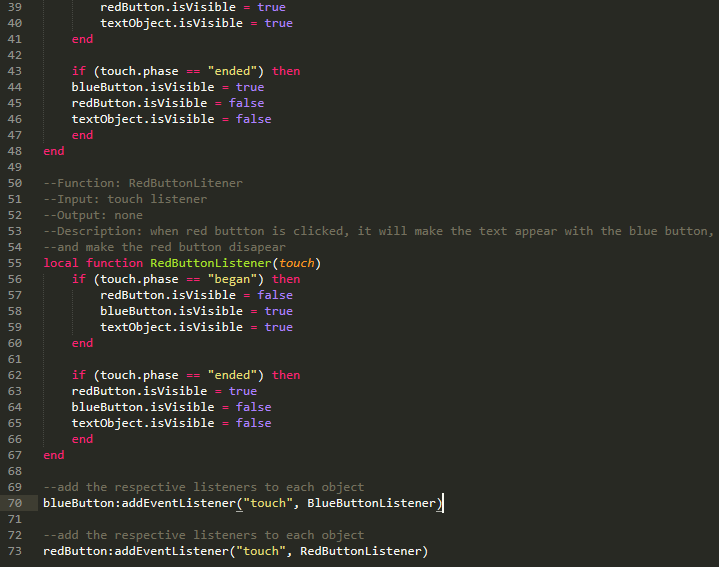 39 redButton.isVisible = true
40 textObject.isVisible = true
41 end
42
43 if (touch.phase == "ended") then
44 blueButton.isVisible = true
45 redButton.isVisible = false
46 textObject.isVisible = false
47 end
48 end
49
50 --Function: RedButtonLitener
51 --Input: touch listener
52 --Output: none
53 --Description: when red buttton is clicked, it will make the text appear with the blue button,
54 --and make the red button disapear
55 local function RedButtonListener(touch)
56 if (touch.phase == "began") then
57 redButton.isVisible = false
58 blueButton.isVisible = true
59 textObject.isVisible = true
60 end
61
62 if (touch.phase == "ended") then
63 redButton.isVisible = true
64 blueButton.isVisible = false
65 textObject.isVisible = false
66 end
67 end
68
69 --add the respective listeners to each object
70 blueButton:addEventListener("touch", BlueButtonListener)
71
72 --add the respective listeners to each object
73 redButton:addEventListener("touch", RedButtonListener)